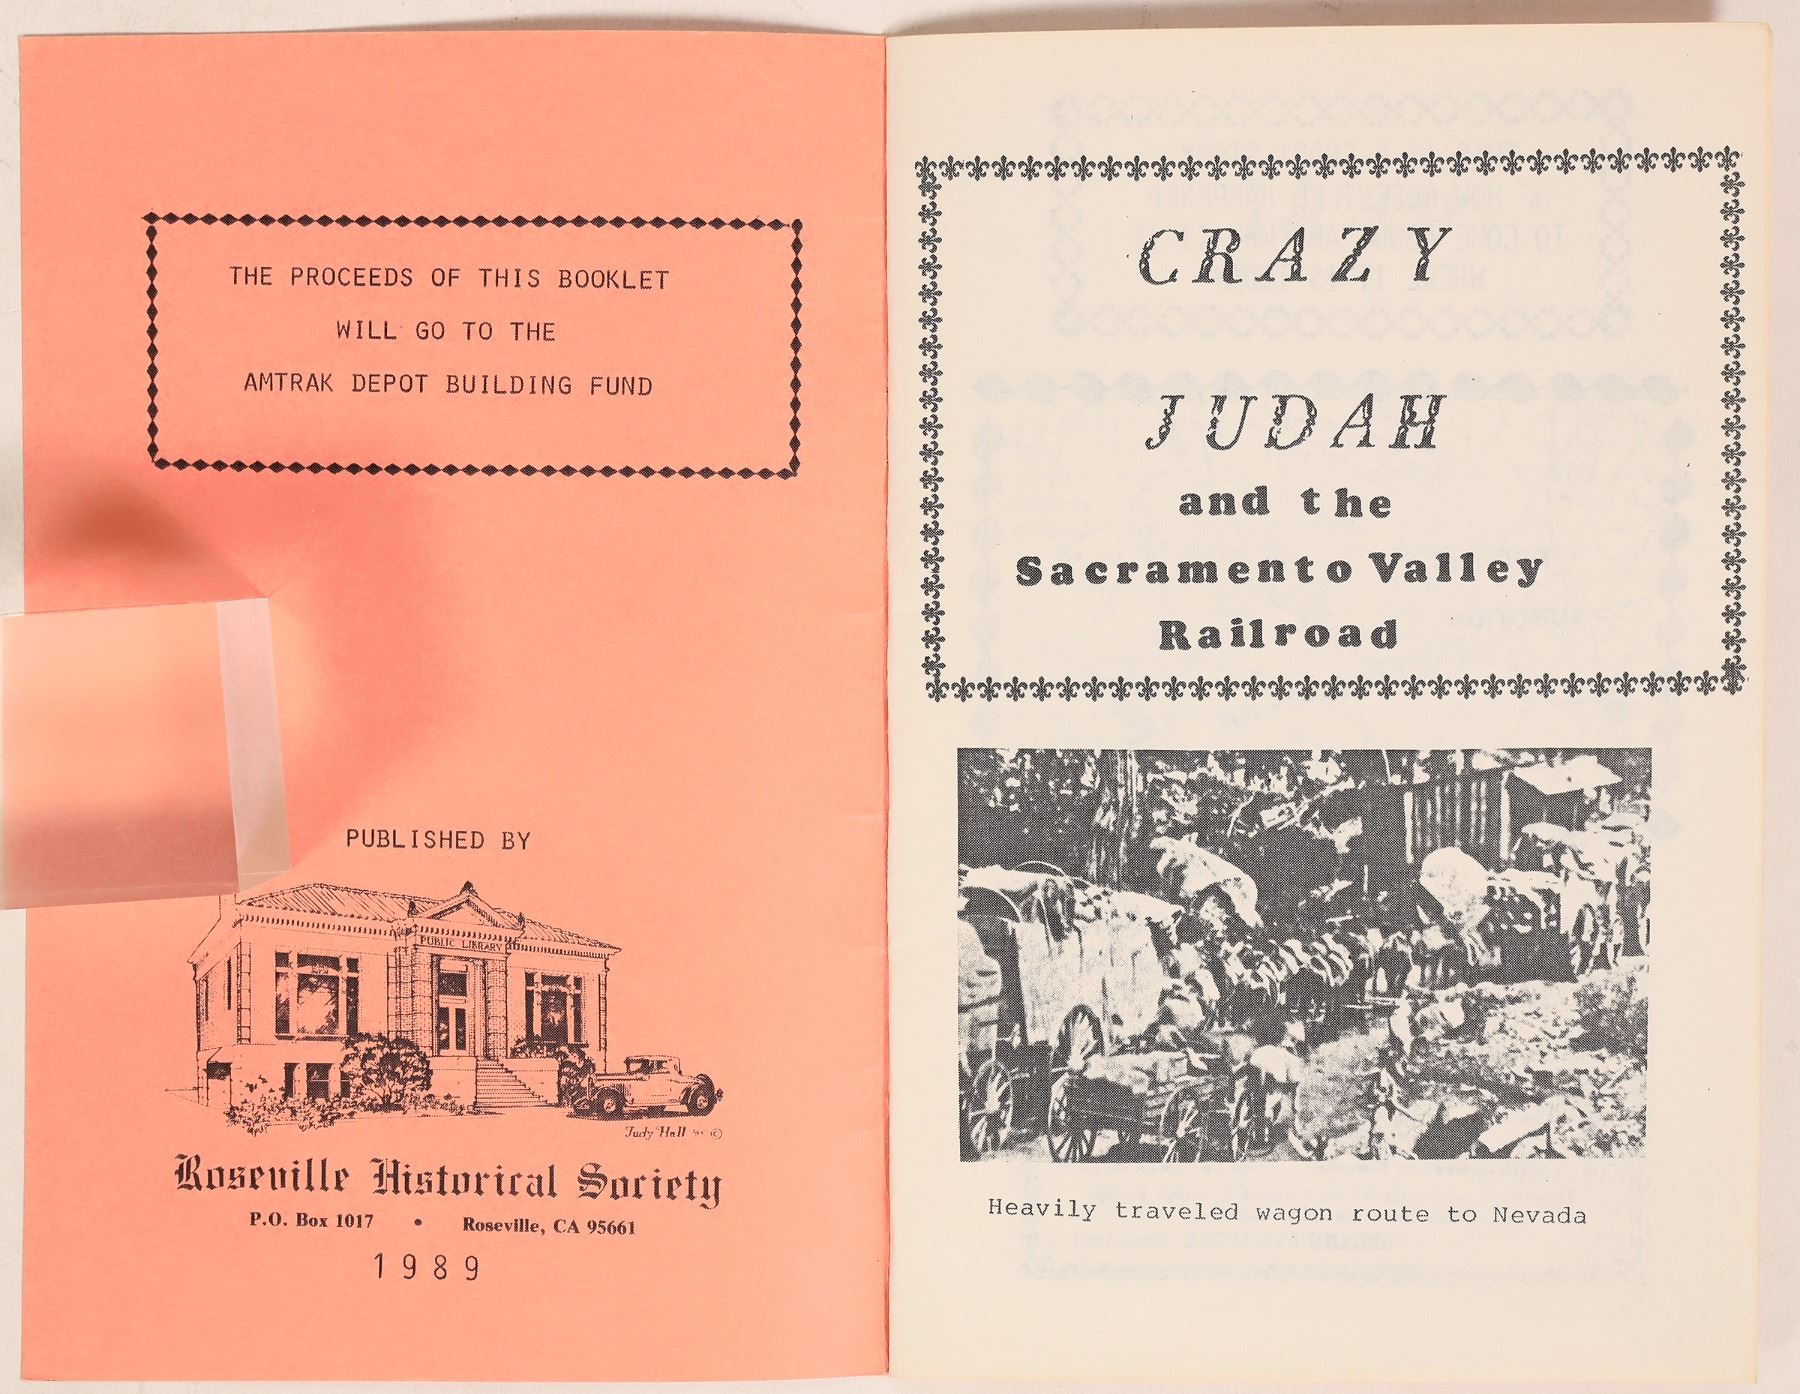 THE PROCEEDS OF THIS BOOKLET
WILL GO TO THE
AMTRAK DEPOT BUILDING FUND
PUBLISHED BY
PUBLIC LIBRARY
Judy Hall
Roseville Historical Society
P.O. Box 1017 • Roseville, CA 95661
1989
CRAZY
JUDAH
and the
Sacramento Valley
Railroad
Heavily traveled wagon route to Nevada